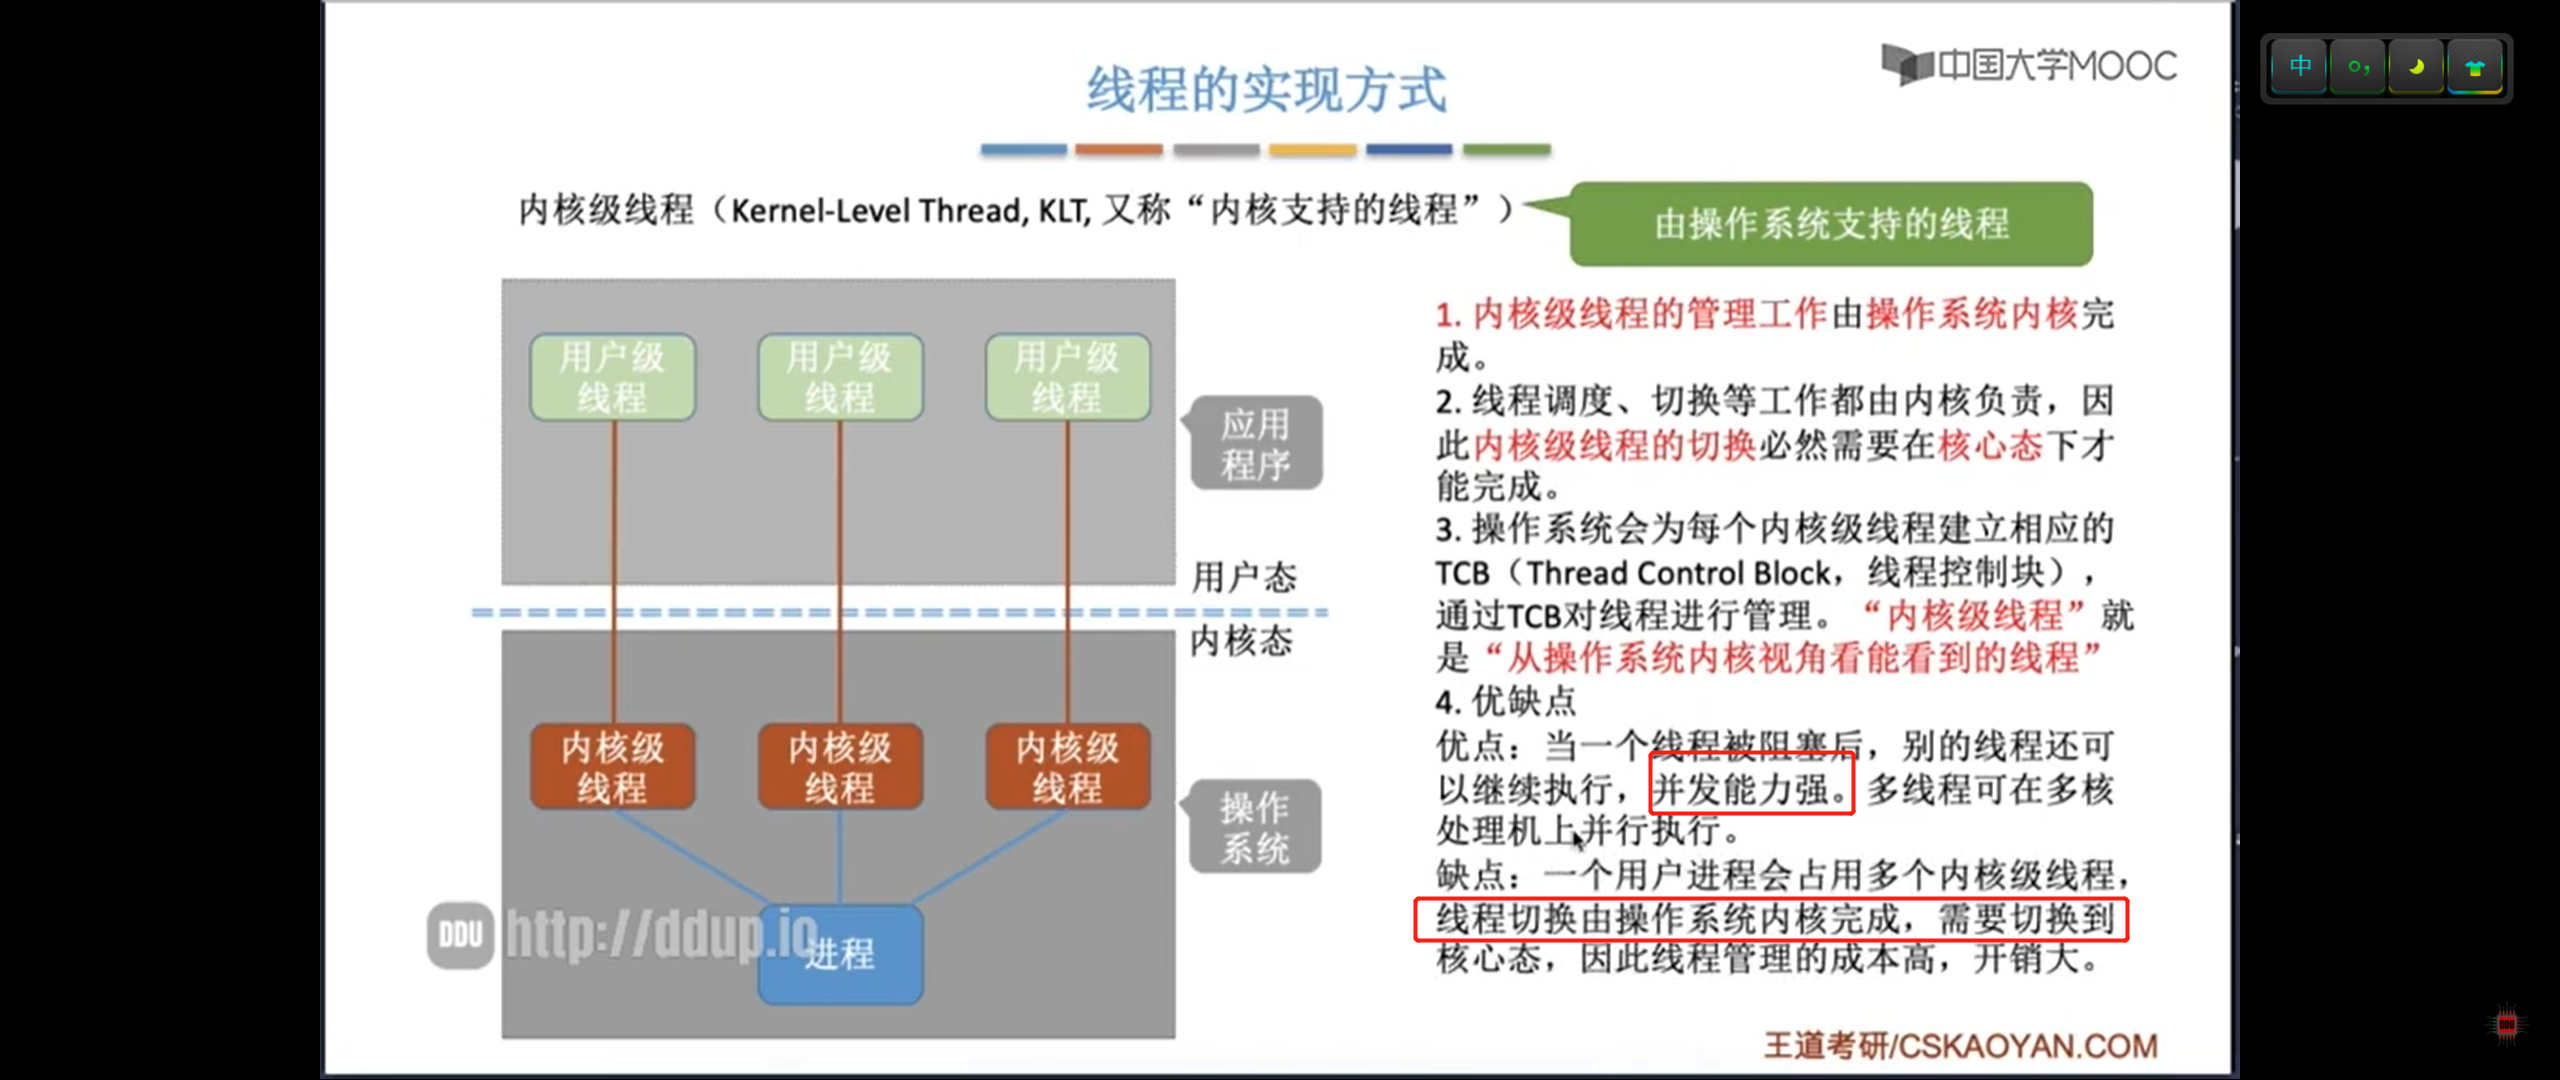 线程的实现方式
中国大学MOOC
中
内核级线程（Kernel-Level Thread, KLT, 又称“内核支持的线程”）
由操作系统支持的线程
用户级
线程
用户级
线程
用户级
线程
应用
程序
用户态
内核态
内核级
线程
内核级
线程
内核级
线程
操作
系统
进程
DDU http://ddup.io
1. 内核级线程的管理工作由操作系统内核完
成。
2. 线程调度、切换等工作都由内核负责，因
此内核级线程的切换必然需要在核心态下才
能完成。
3. 操作系统会为每个内核级线程建立相应的
TCB（Thread Control Block，线程控制块），
通过TCB对线程进行管理。“内核级线程”就
是“从操作系统内核视角看能看到的线程”
4. 优缺点
优点：当一个线程被阻塞后，别的线程还可
以继续执行，并发能力强。多线程可在多核
处理机上并行执行。
缺点：一个用户进程会占用多个内核级线程，
线程切换由操作系统内核完成，需要切换到
核心态，因此线程管理的成本高，开销大。
王道考研/CSKAOYAN.COM
DDU